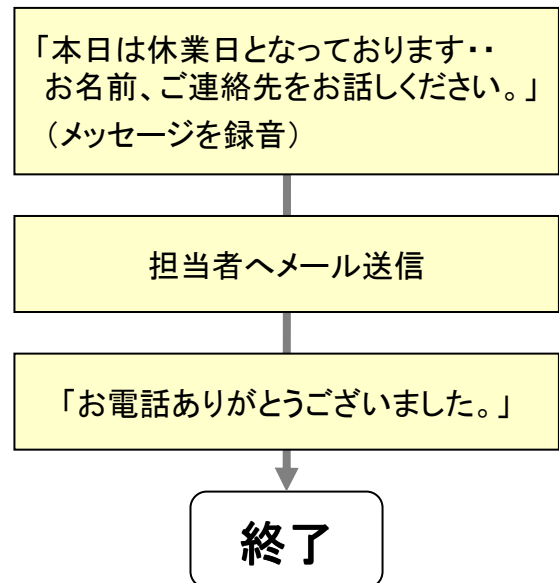 「本日は休業日となっております・・
お名前、ご連絡先をお話しください。」
（メッセージを録音）
担当者へメール送信
「お電話ありがとうございました。」
終了